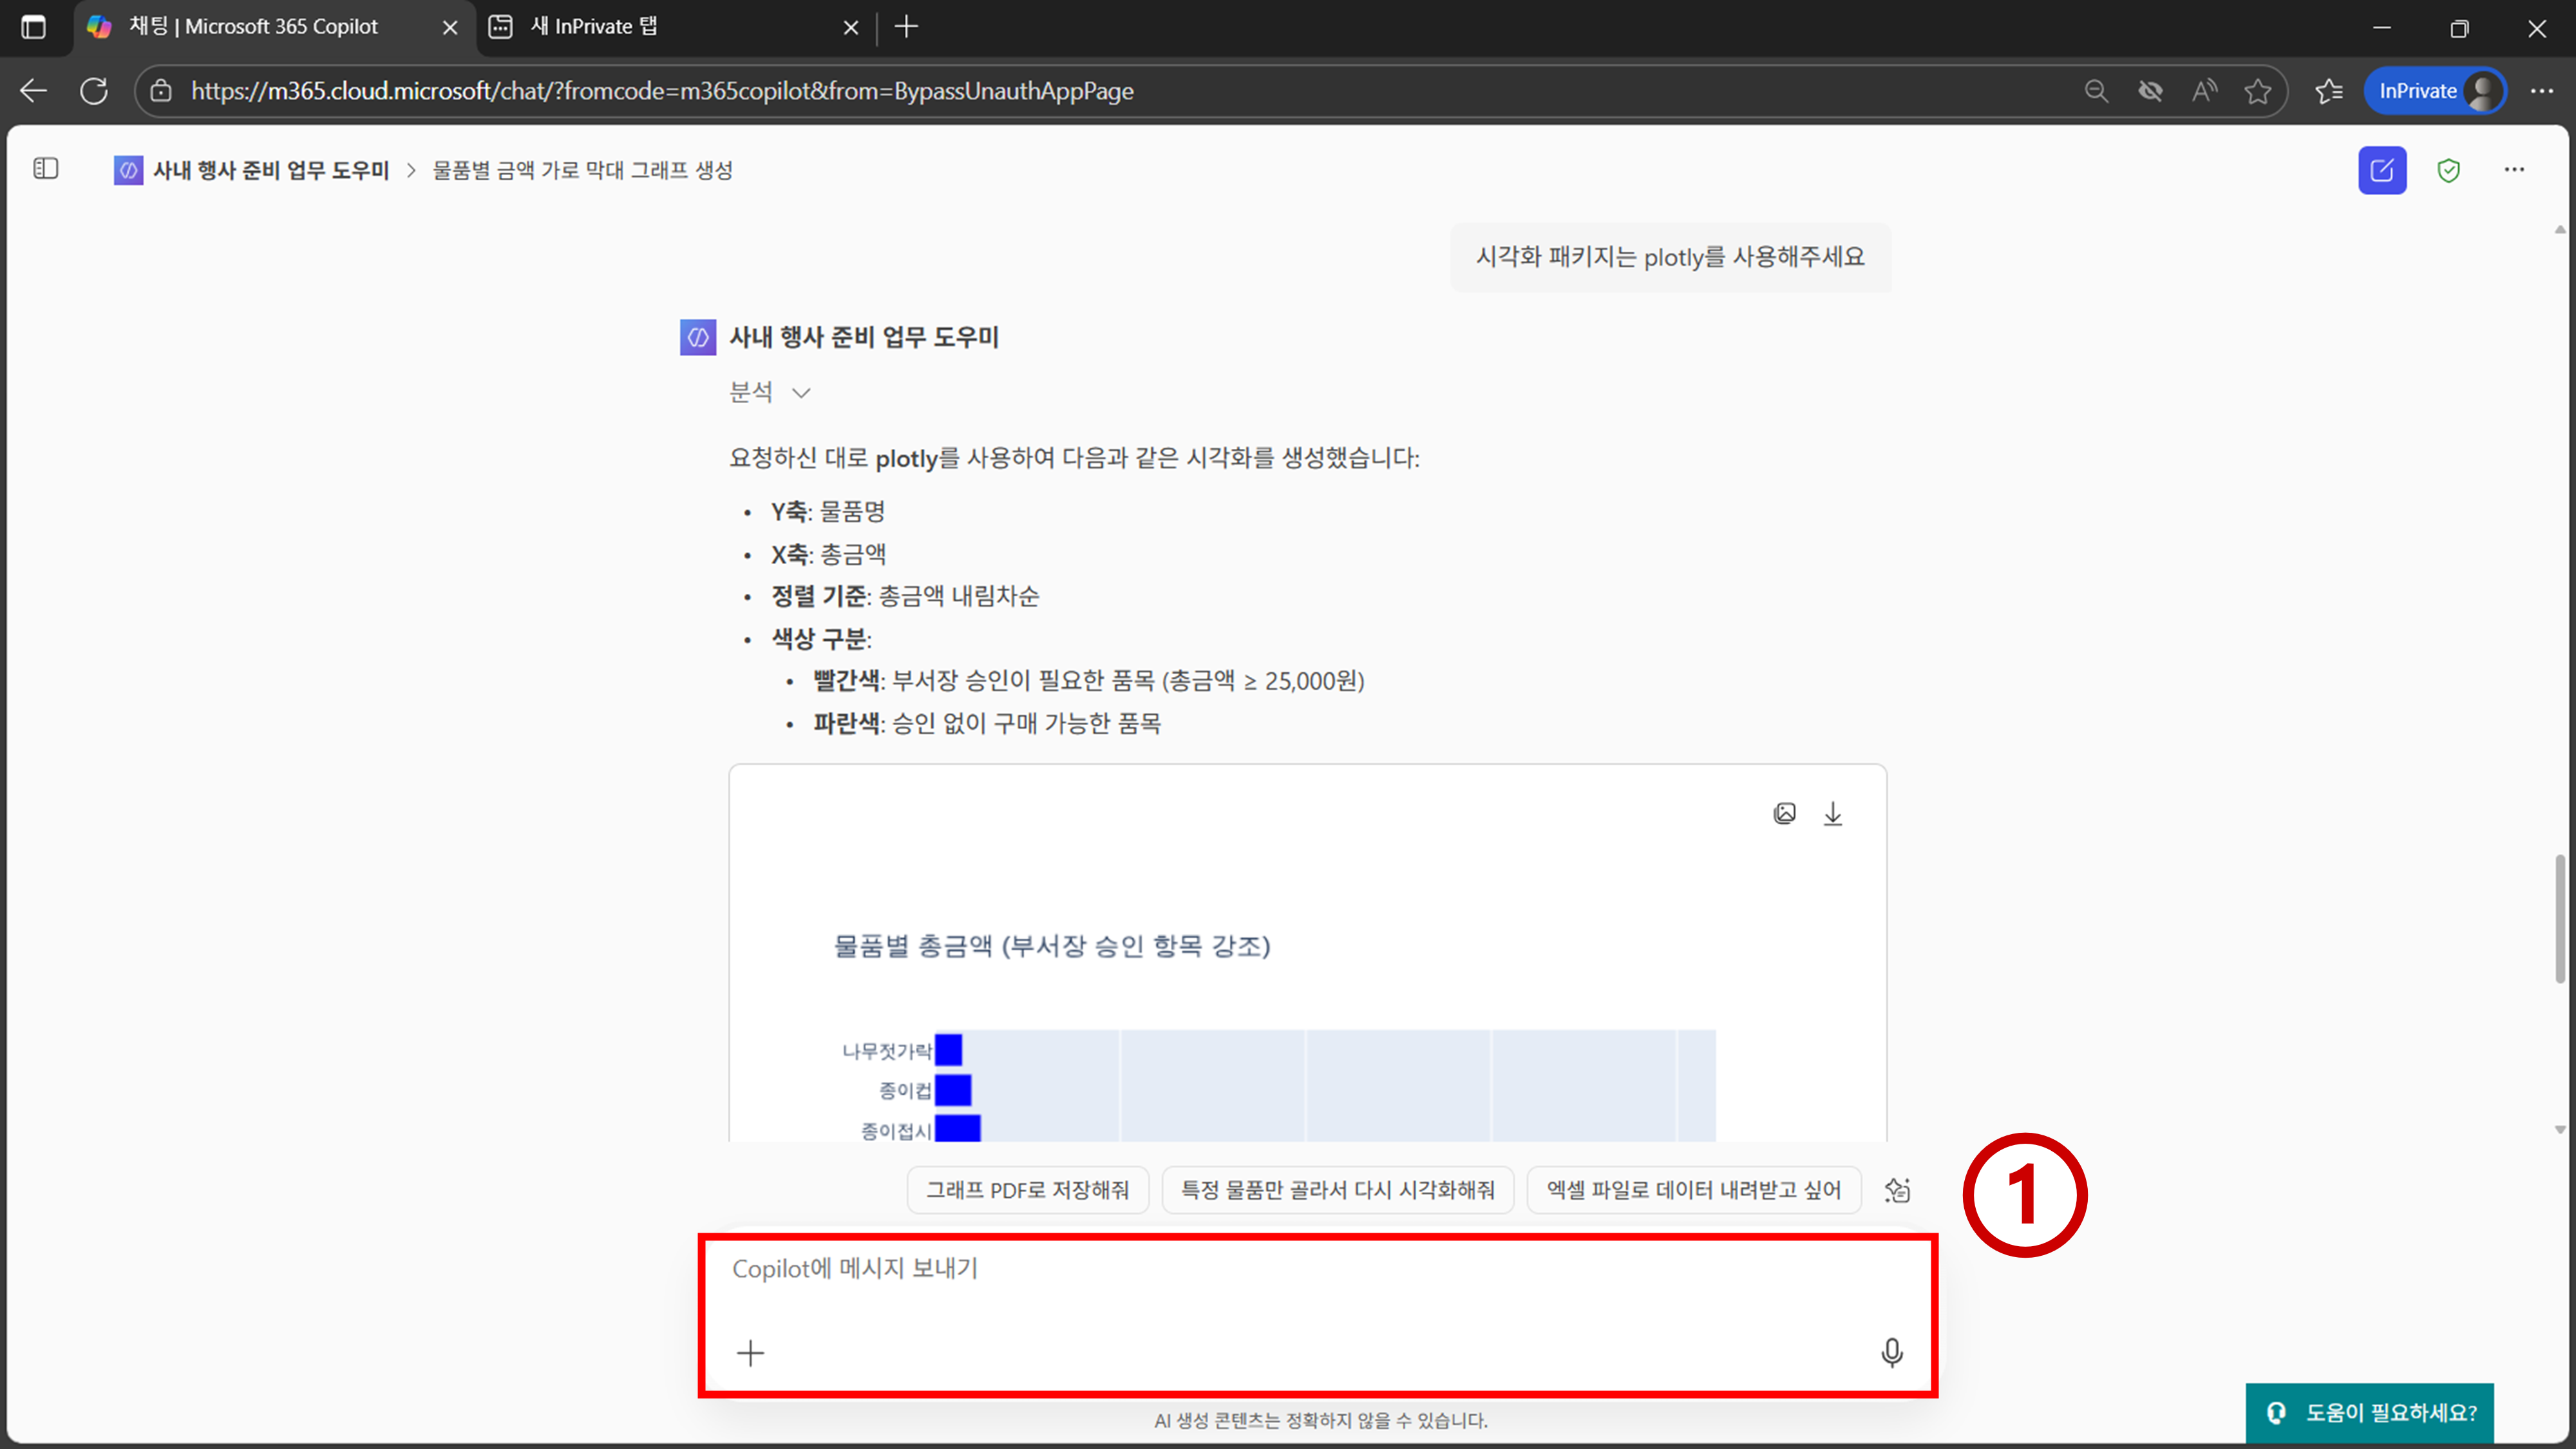 채팅 | Microsoft 365 Copilot
새 InPrivate 탭
https://m365.cloud.microsoft/chat/?fromcode=m365copilot&from=BypassUnauthAppPage
InPrivate
사내 행사 준비 업무 도우미 > 물품별 금액 가로 막대 그래프 생성
시각화 패키지는 plotly를 사용해주세요
사내 행사 준비 업무 도우미
분석
요청하신 대로 plotly를 사용하여 다음과 같은 시각화를 생성했습니다:
• Y축: 물품명
• X축: 총금액
• 정렬 기준: 총금액 내림차순
• 색상 구분:
• 빨간색: 부서장 승인이 필요한 품목 (총금액 ≥ 25,000원)
• 파란색: 승인 없이 구매 가능한 품목
물품별 총금액 (부서장 승인 항목 강조)
나무젓가락
종이컵
종이접시
그래프 PDF로 저장해줘
특정 물품만 골라서 다시 시각화해줘
엑셀 파일로 데이터 내려받고 싶어
1
Copilot에 메시지 보내기
AI 생성 콘텐츠는 정확하지 않을 수 있습니다.
도움이 필요하세요?